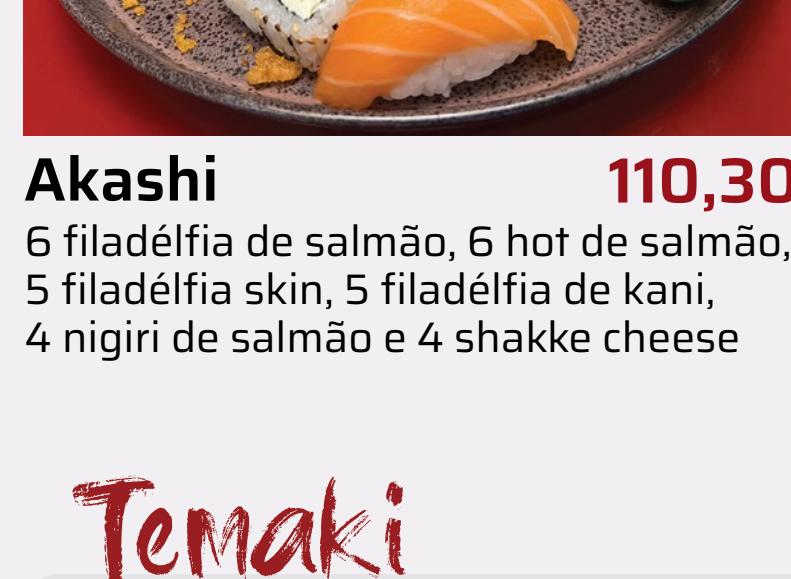 Akashi 110,30
6 filadélfia de salmão, 6 hot de salmão,
5 filadélfia skin, 5 filadélfia de kani,
4 nigiri de salmão e 4 shakke cheese
Temaki